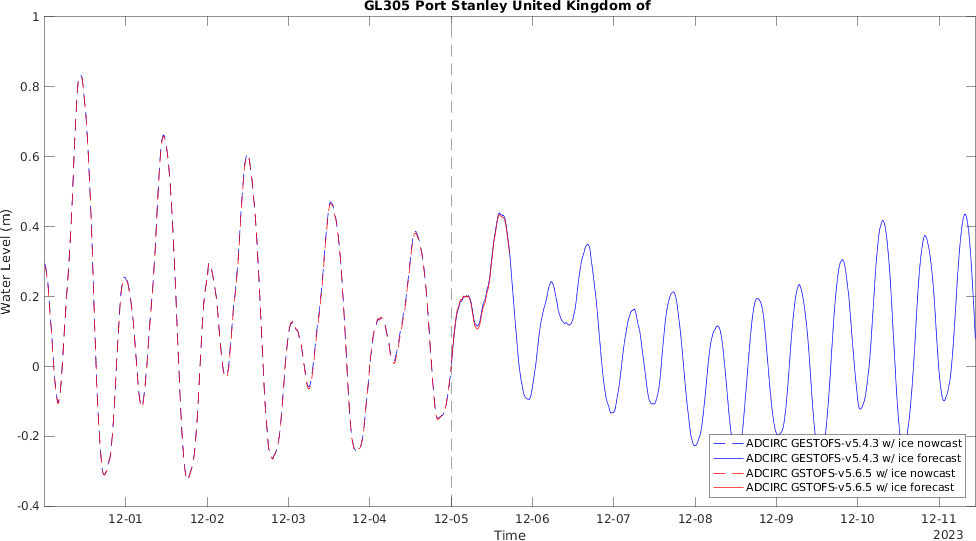 GL305 Port Stanley United Kingdom of
1
0.8
0.6
0.4
0.2
0
-0.2
-0.4
Water Level (m)
ADCIRC GESTOFS-v5.4.3 w/ ice nowcast
ADCIRC GESTOFS-v5.4.3 w/ ice forecast
ADCIRC GSTOFS-v5.6.5 w/ ice nowcast
ADCIRC GSTOFS-v5.6.5 w/ ice forecast
12-01 12-02 12-03 12-04 12-05 12-06 12-07 12-08 12-09 12-10 12-11
Time
2023